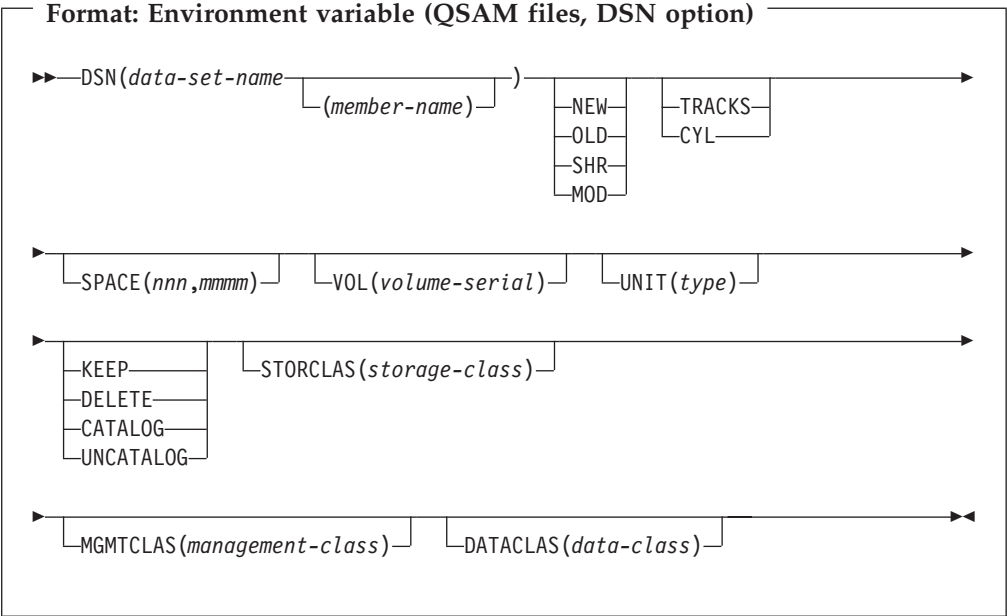 Format: Environment variable (QSAM files, DSN option)
DSN(data-set-name )
(member-name) NEW TRACKS
OLD CYL
SHR
MOD
SPACE(nnn,mmmm) VOL(volume-serial) UNIT(type)
KEEP STORCLAS(storage-class)
DELETE
CATALOG
UNCATALOG
MGMTCLAS(management-class) DATACLAS(data-class)